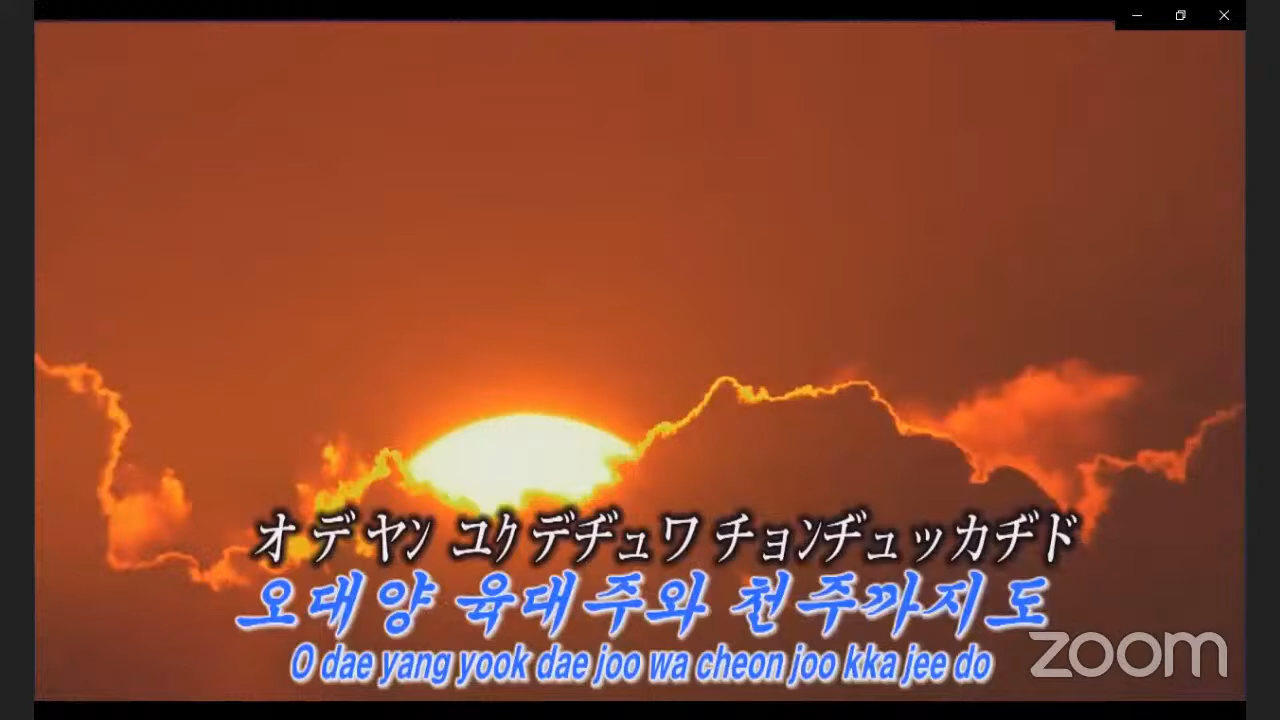 オ デ ヤン ユㇰ デヂュワ チョンヂュッカヂド
오대양 육대주와 천주까지도
O dae yang yook dae joo wa cheon joo kka jee do
zoom